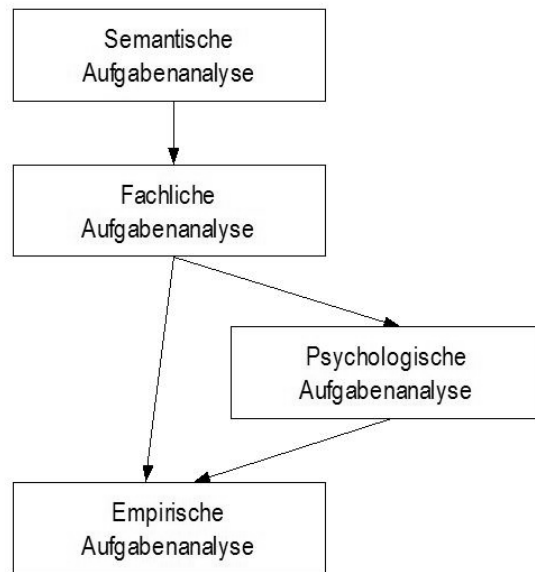 Semantische
Aufgabenanalyse
Fachliche
Aufgabenanalyse
Psychologische
Aufgabenanalyse
Empirische
Aufgabenanalyse